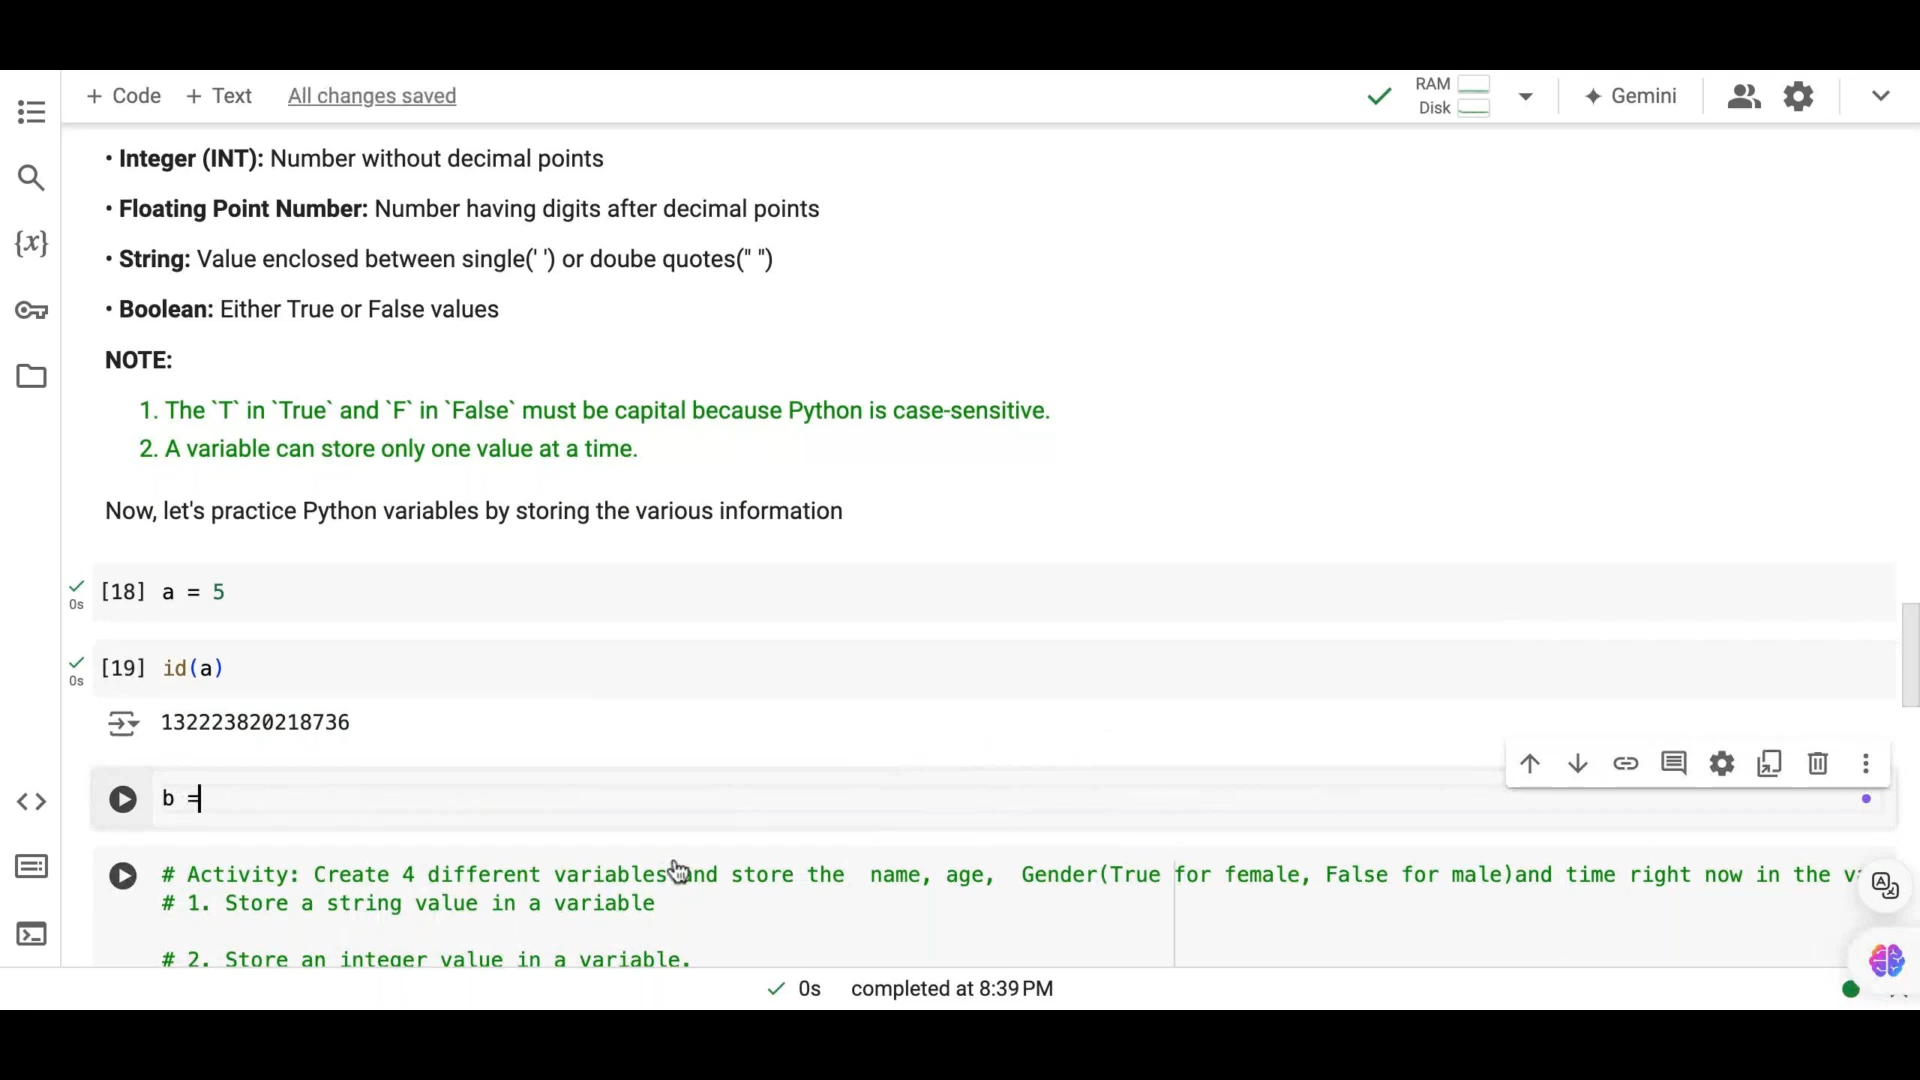 + Code + Text All changes saved RAM Disk Gemini
• Integer (INT): Number without decimal points
• Floating Point Number: Number having digits after decimal points
• String: Value enclosed between single(' ') or doube quotes(" ")
• Boolean: Either True or False values
NOTE:
1. The `T` in `True` and `F` in `False` must be capital because Python is case-sensitive.
2. A variable can store only one value at a time.
Now, let's practice Python variables by storing the various information
[18] a = 5
0s
[19] id(a)
0s
132223820218736
b =
# Activity: Create 4 different variables and store the  name, age,  Gender(True for female, False for male)and time right now in the
# 1. Store a string value in a variable
# 2. Store an integer value in a variable.
0s completed at 8:39 PM